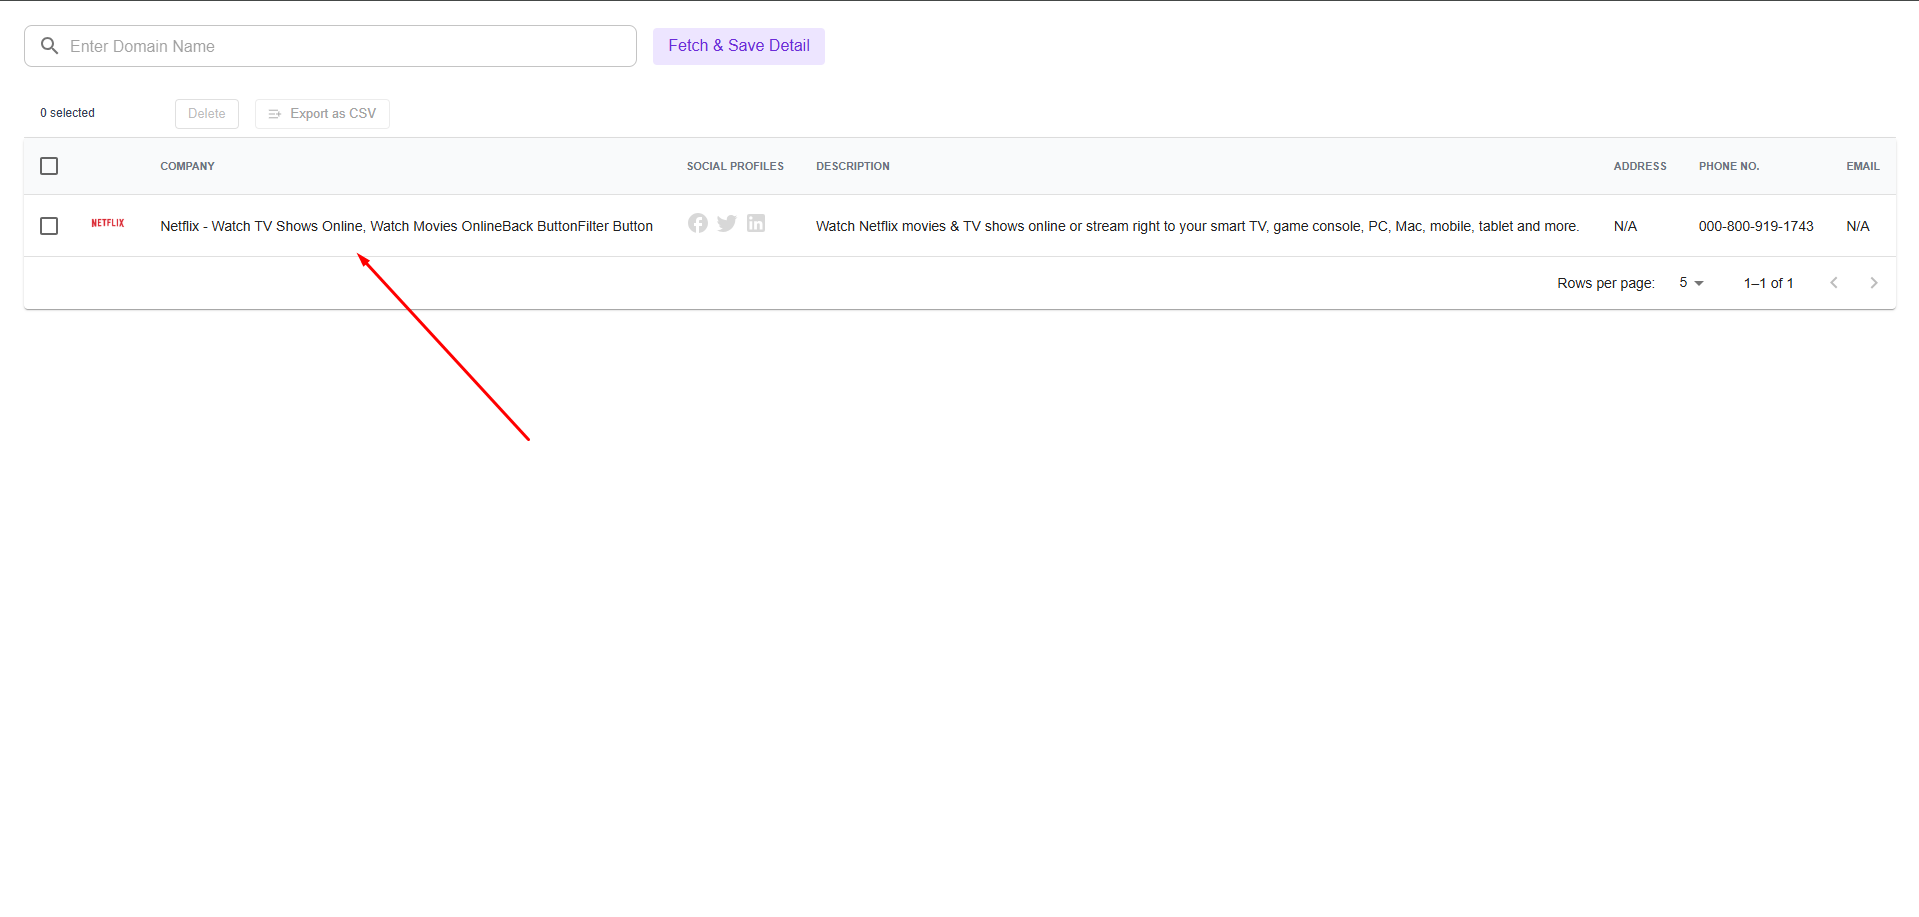 Enter Domain Name
Fetch & Save Detail
0 selected
Delete
Export as CSV
COMPANY SOCIAL PROFILES DESCRIPTION ADDRESS PHONE NO. EMAIL
NETFLIX Netflix - Watch TV Shows Online, Watch Movies OnlineBack ButtonFilter Button Watch Netflix movies & TV shows online or stream right to your smart TV, game console, PC, Mac, mobile, tablet and more. N/A 000-800-919-1743 N/A
Rows per page: 5 1–1 of 1